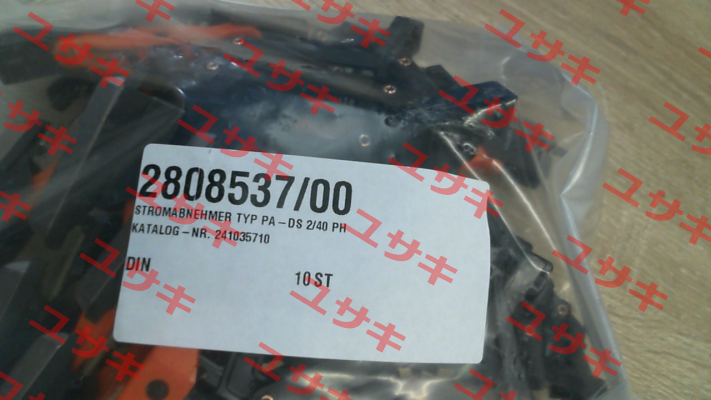 2808537/00
STROMABNEHMER TYP PA-DS 2/40 PH
KATALOG-NR. 241035710
DIN 10 ST
ユサキ